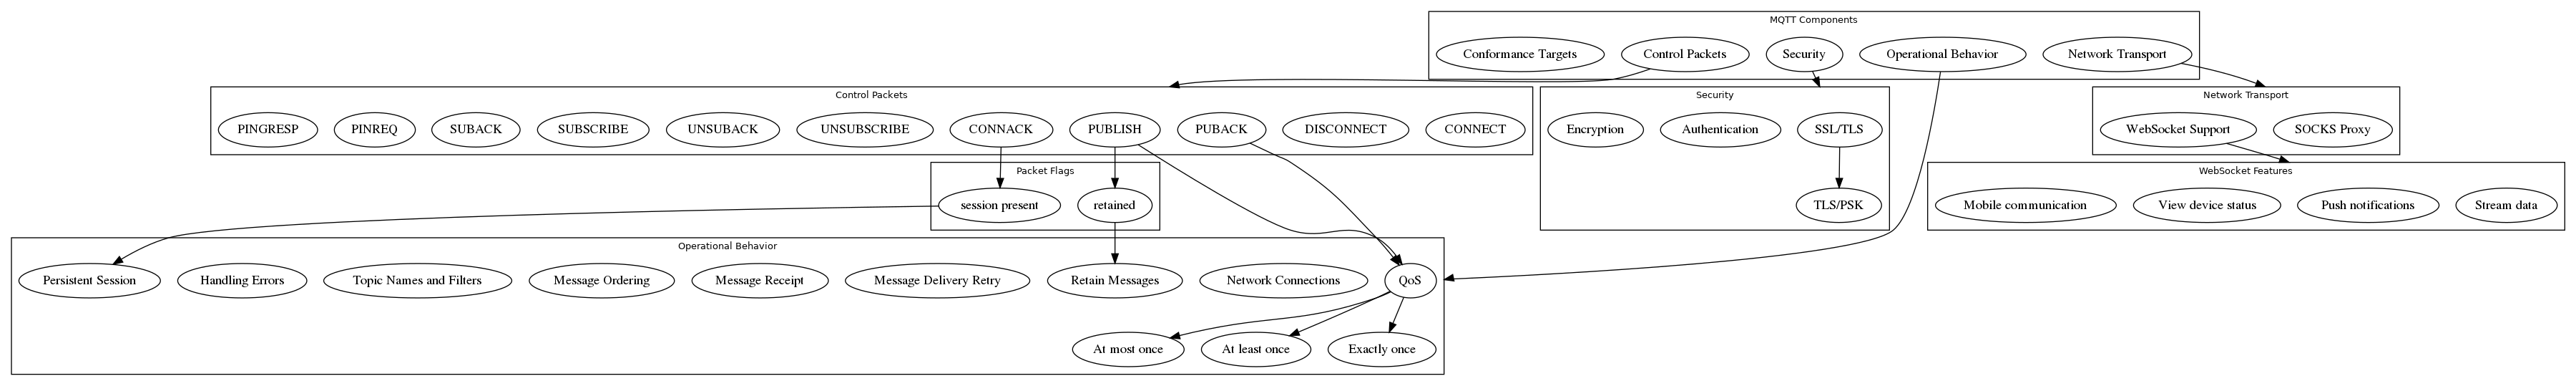 MQTT Components
Conformance Targets
Control Packets
Security
Operational Behavior
Network Transport
Control Packets
PINGRESP
PINREQ
SUBACK
SUBSCRIBE
UNSUBACK
UNSUBSCRIBE
CONNACK
PUBLISH
PUBACK
DISCONNECT
CONNECT
Security
Encryption
Authentication
SSL/TLS
TLS/PSK
Network Transport
WebSocket Support
SOCKS Proxy
Packet Flags
session present
retained
WebSocket Features
Mobile communication
View device status
Push notifications
Stream data
Operational Behavior
Persistent Session
Handling Errors
Topic Names and Filters
Message Ordering
Message Receipt
Message Delivery Retry
Retain Messages
Network Connections
QoS
At most once
At least once
Exactly once